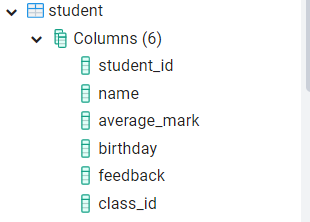 student
Columns (6)
student_id
name
average_mark
birthday
feedback
class_id